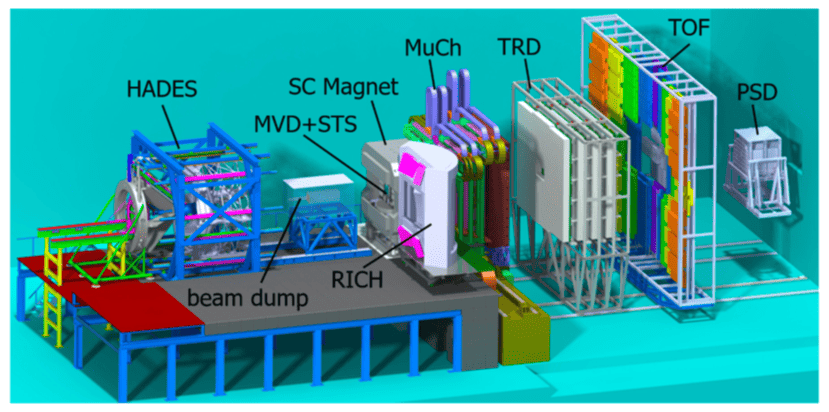 HADES
beam dump
MVD+STS
SC Magnet
RICH
MuCh
TRD
TOF
PSD